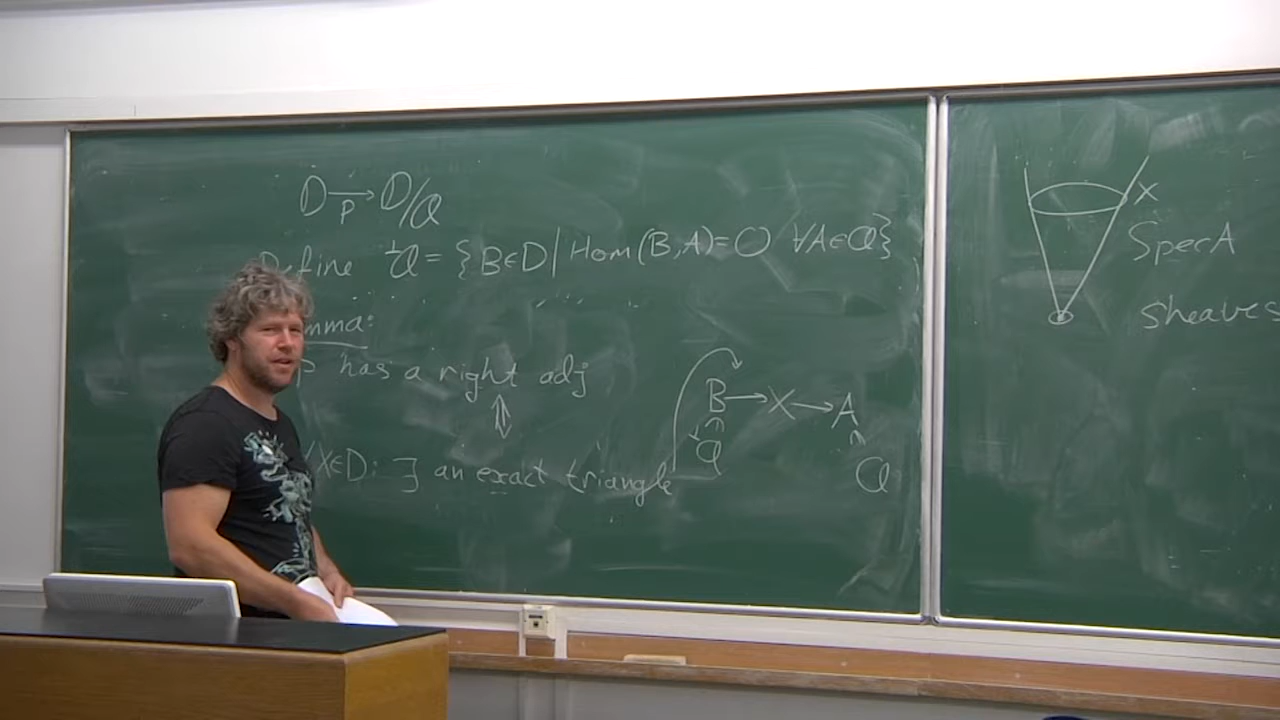 D →p D/Q
Define ⊥Q = {B∈D | Hom(B,A)=0 ∀A∈Q}
mma:
P has a right adj
↕
∀X∈D: ∃ an exact triangle
B → X → A
∩ ∩
⊥Q Q
X
Spec A
Sheaves